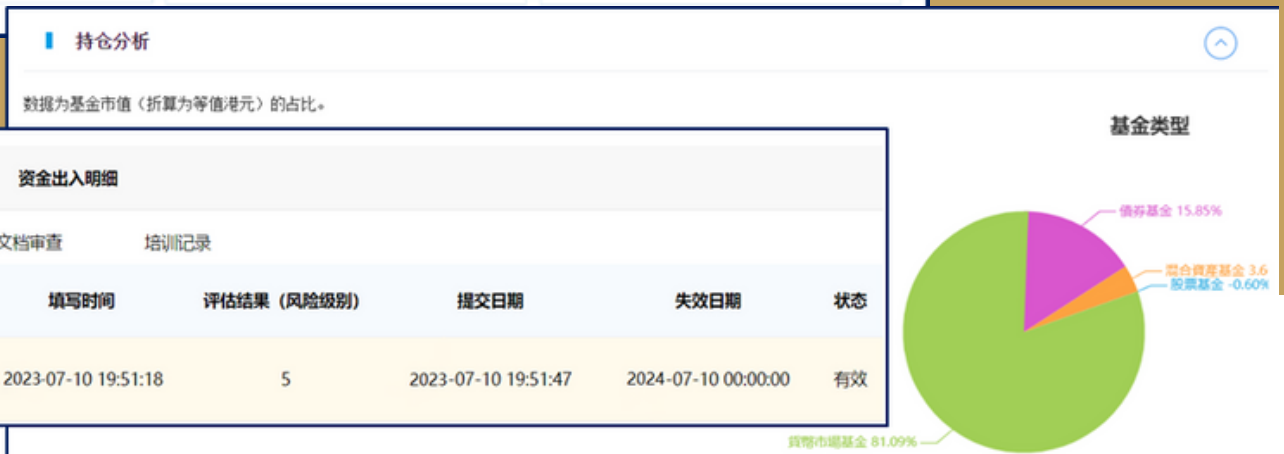 持仓分析
数据为基金市值（折算为等值港元）的占比。
基金类型
资金出入明细
文档审查 培训记录
填写时间 评估结果（风险级别） 提交日期 失效日期 状态
2023-07-10 19:51:18 5 2023-07-10 19:51:47 2024-07-10 00:00:00 有效
債券基金 15.85%
混合資產基金 3.6
股票基金 -0.60%
貨幣市場基金 81.09%